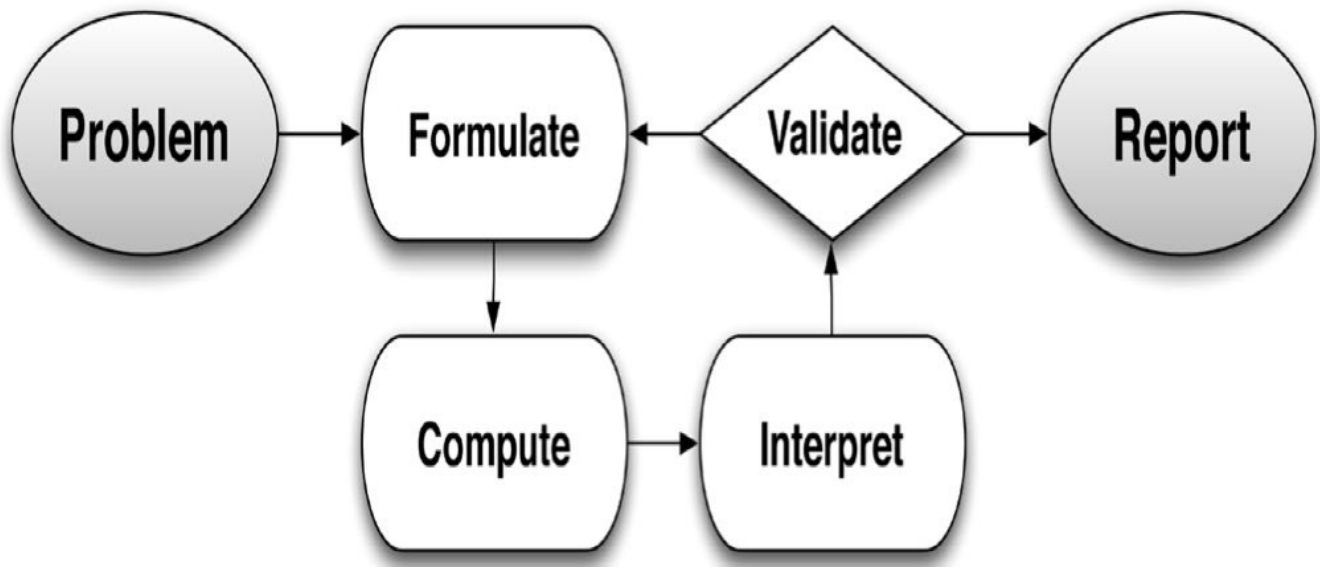 Problem
Formulate
Validate
Report
Compute
Interpret